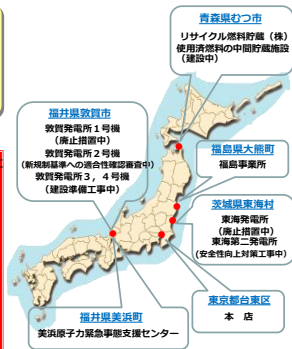 青森県むつ市
リサイクル燃料貯蔵（株）
使用済燃料の中間貯蔵施設
（建設中）
福井県敦賀市
敦賀発電所１号機
（廃止措置中）
敦賀発電所２号機
（新規制基準への適合性確認審査中）
敦賀発電所３，４号機
（建設準備工事中）
福島県大熊町
福島事業所
茨城県東海村
東海発電所
（廃止措置中）
東海第二発電所
（安全性向上対策工事中）
東京都台東区
本　店
福井県美浜町
美浜原子力緊急事態支援センター